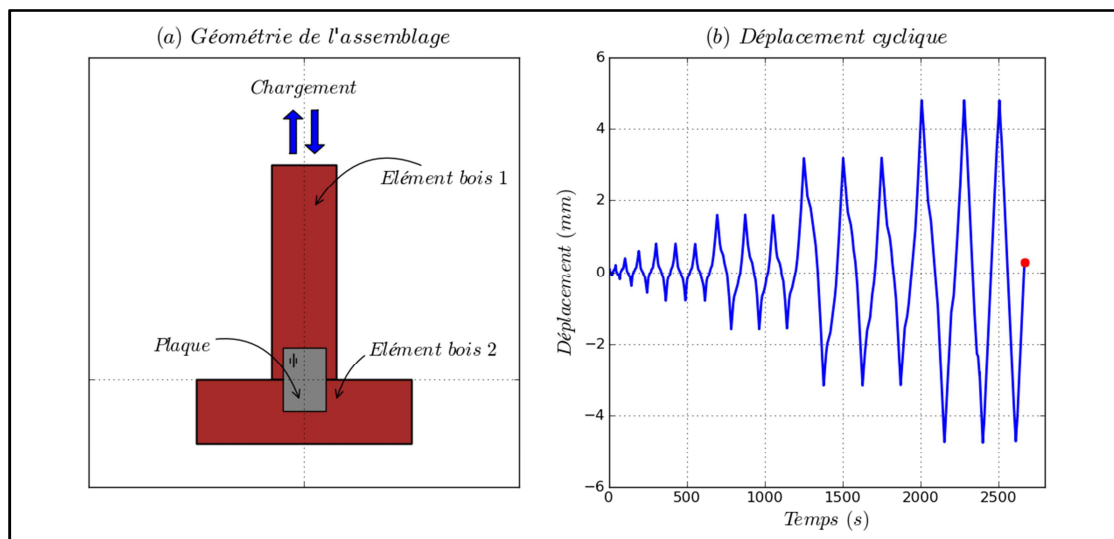 (a) Géométrie de l'assemblage
Chargement
Elément bois 1
Plaque
Elément bois 2
(b) Déplacement cyclique
Déplacement (mm)
6
4
2
0
−2
−4
−6
0
500
1000
1500
2000
2500
Temps (s)